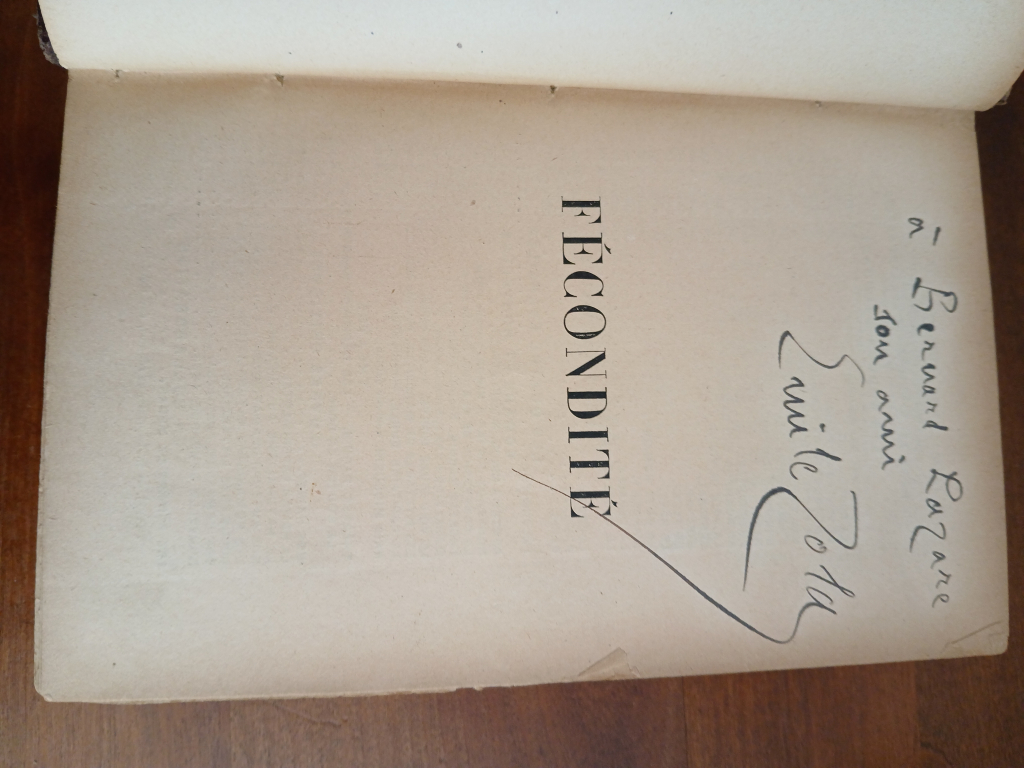 à Bernard Lazare
son ami
Emile Zola
FÉCONDITÉ